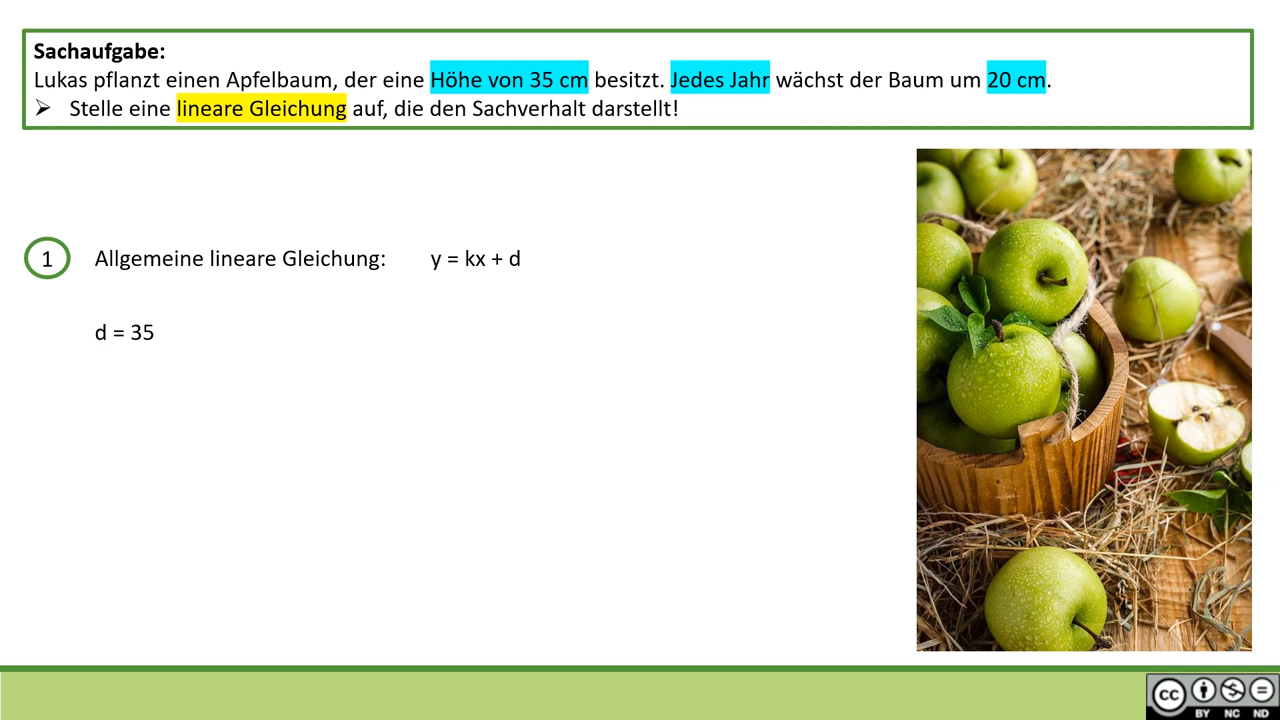 Sachaufgabe:
Lukas pflanzt einen Apfelbaum, der eine Höhe von 35 cm besitzt. Jedes Jahr wächst der Baum um 20 cm.
➢ Stelle eine lineare Gleichung auf, die den Sachverhalt darstellt!
1 Allgemeine lineare Gleichung: y = kx + d
d = 35
cc
BY NC ND